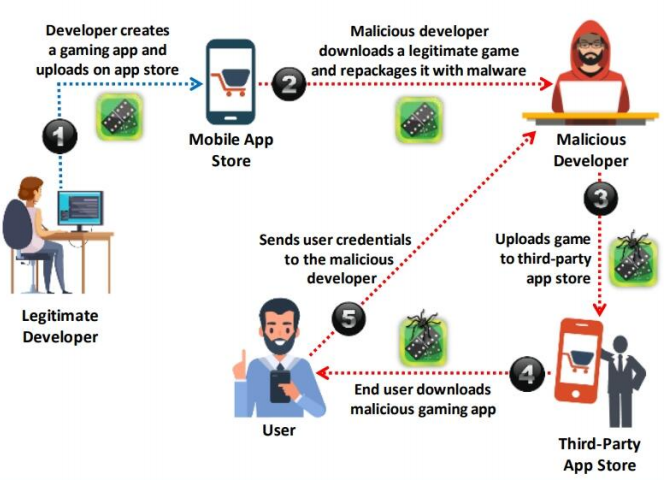 Developer creates
a gaming app and
uploads on app store
1
Mobile App
Store
2
Malicious developer
downloads a legitimate game
and repackages it with malware
Malicious
Developer
Legitimate
Developer
3
Uploads game
to third-party
app store
Third-Party
App Store
4
End user downloads
malicious gaming app
User
5
Sends user credentials
to the malicious
developer